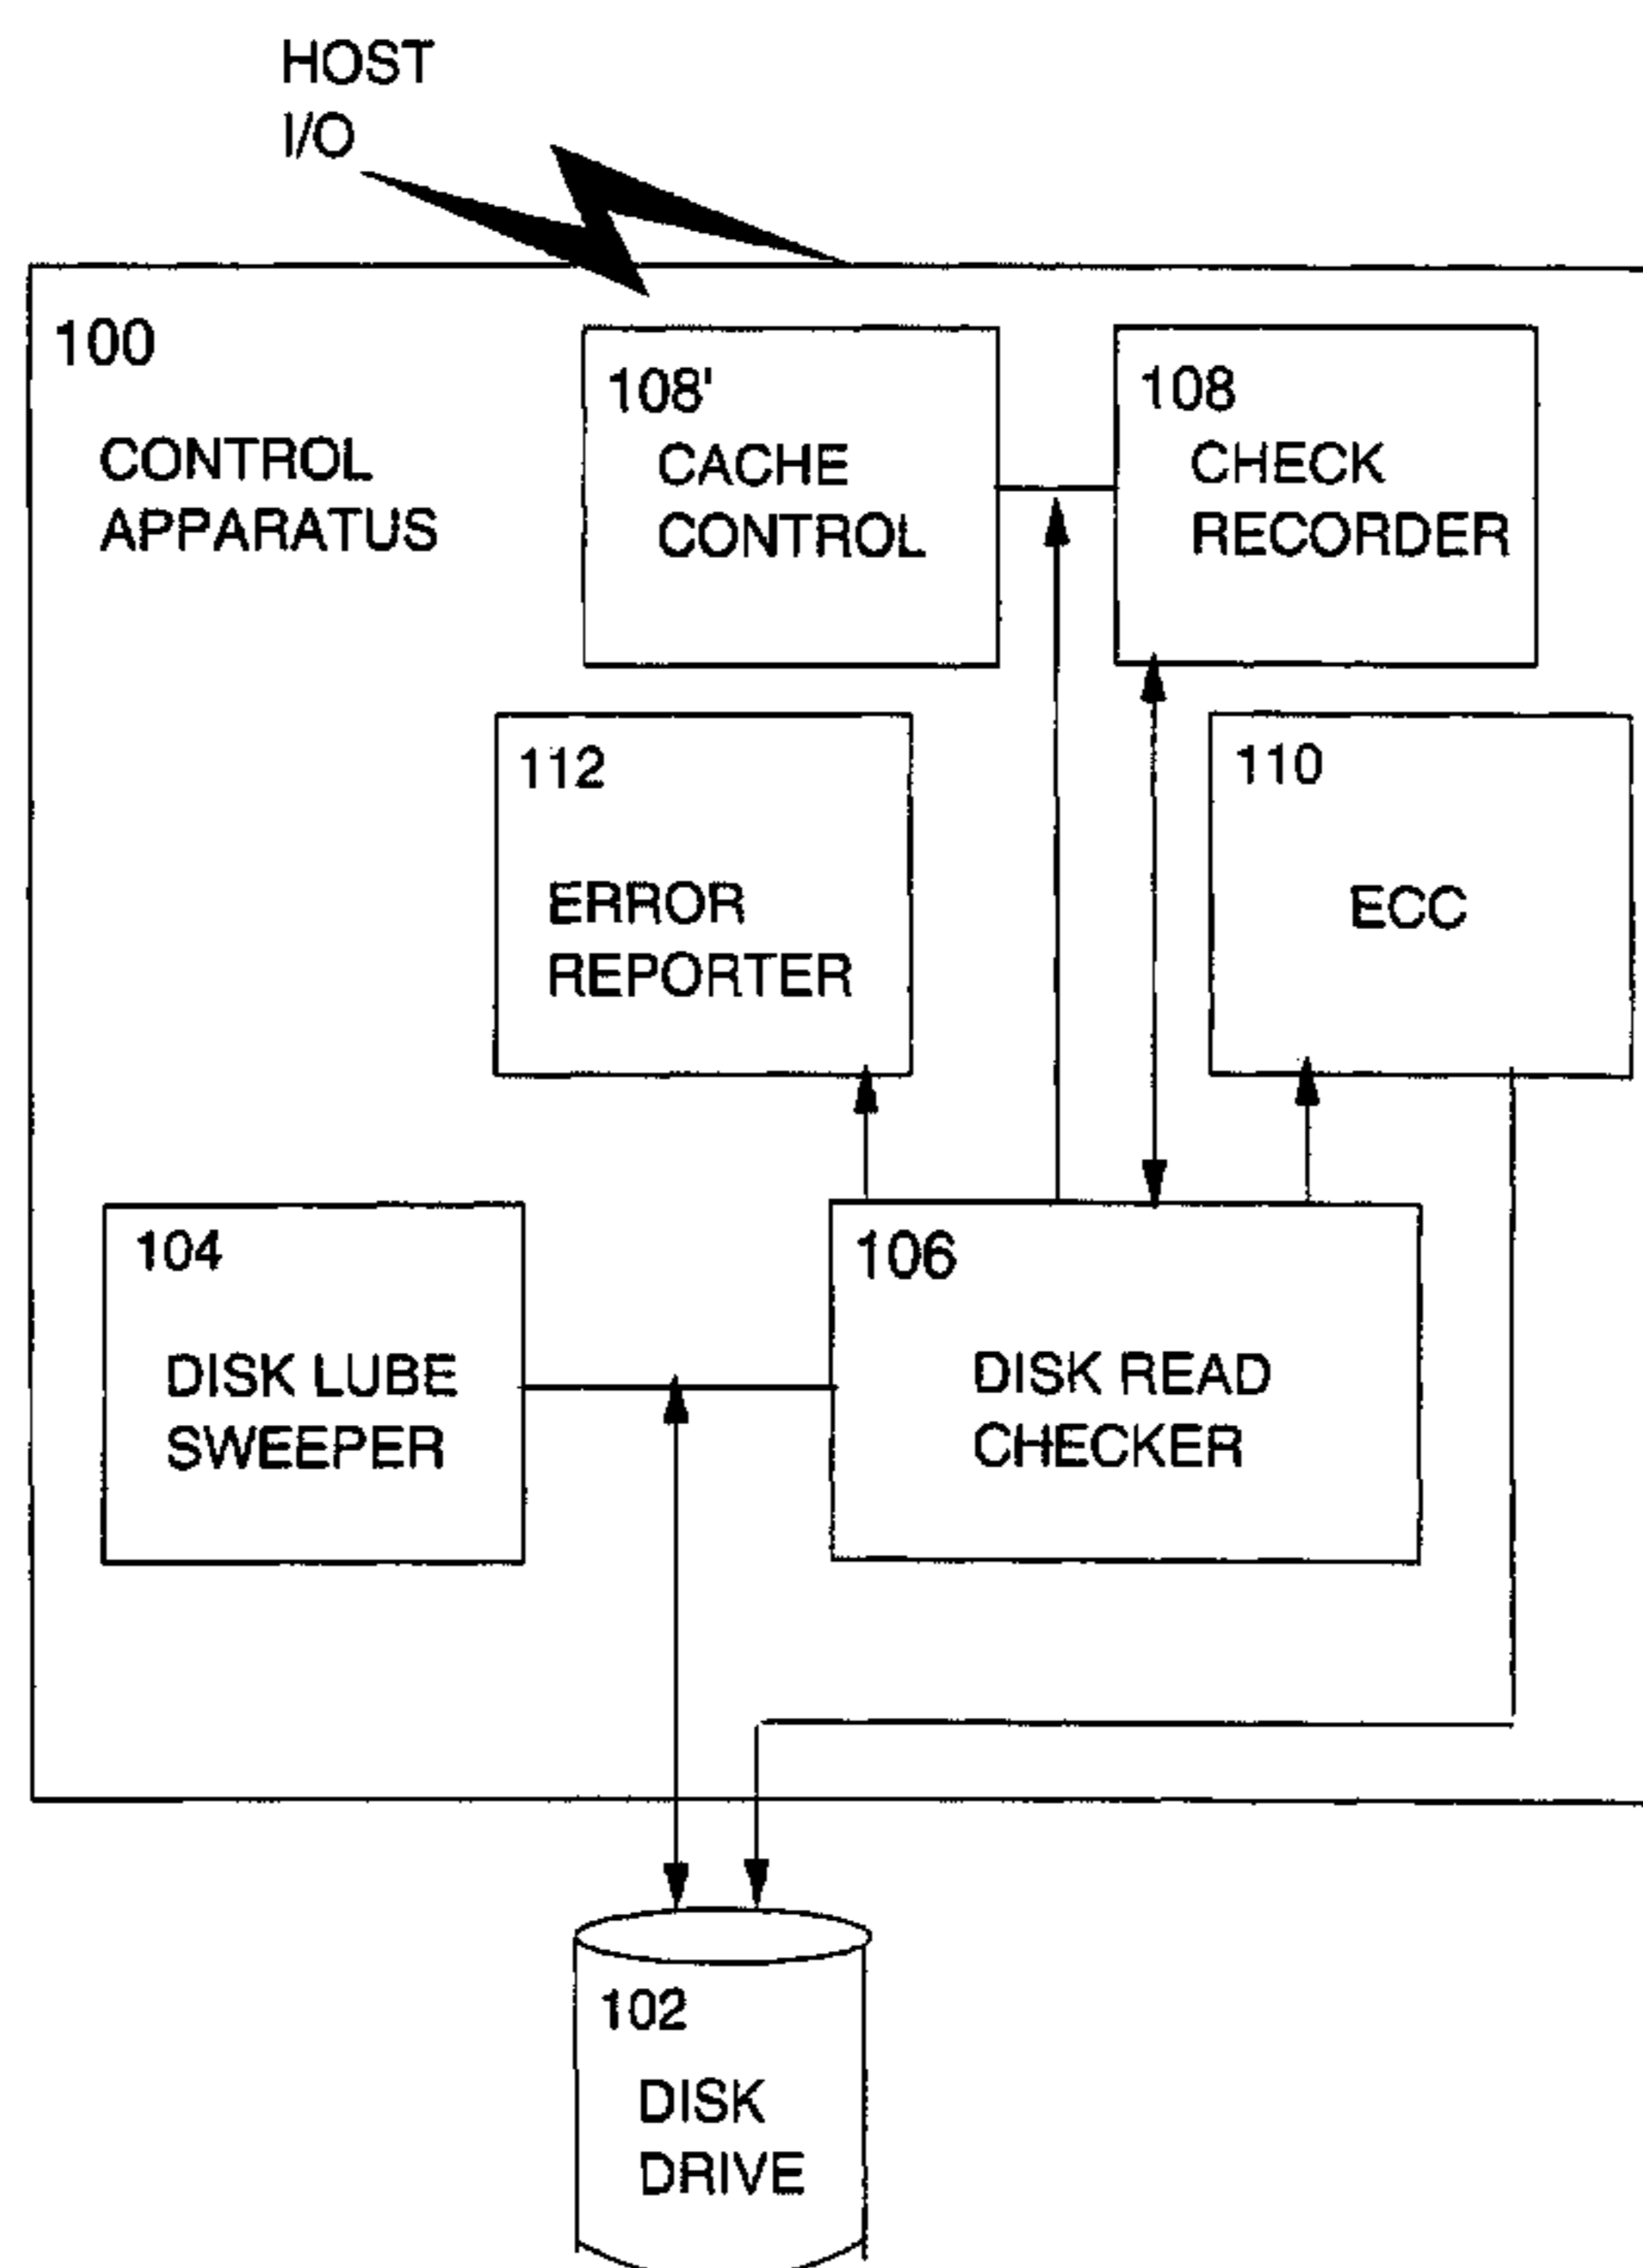 HOST
I/O
100
CONTROL
APPARATUS
108'
CACHE
CONTROL
108
CHECK
RECORDER
112
ERROR
REPORTER
110
ECC
104
DISK LUBE
SWEEPER
106
DISK READ
CHECKER
102
DISK
DRIVE